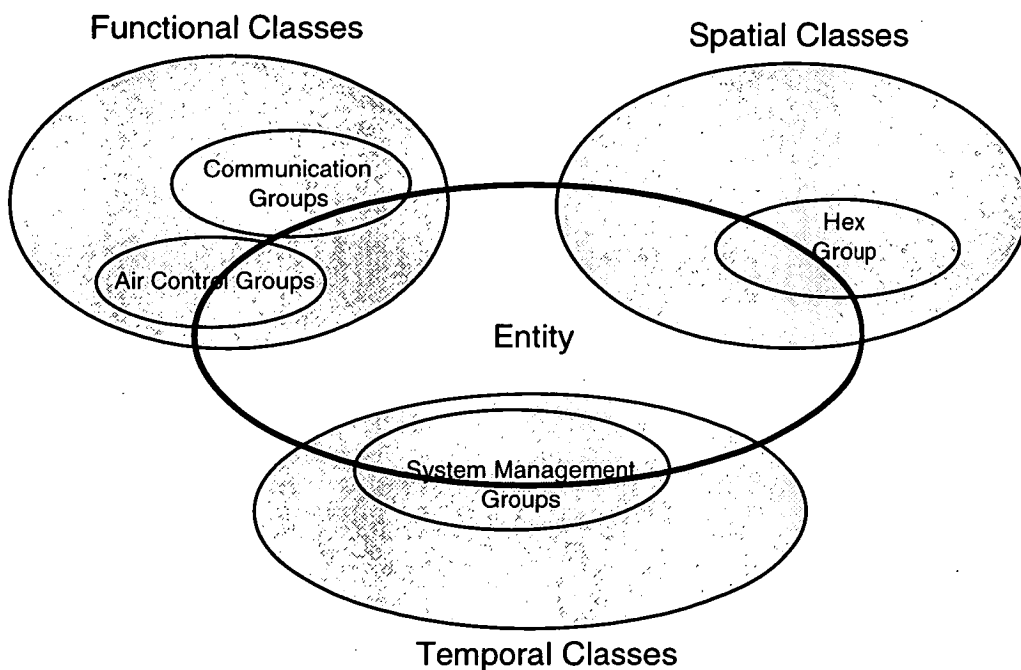 Functional Classes
Spatial Classes
Communication
Groups
Hex
Group
Air Control Groups
Entity
System Management
Groups
Temporal Classes